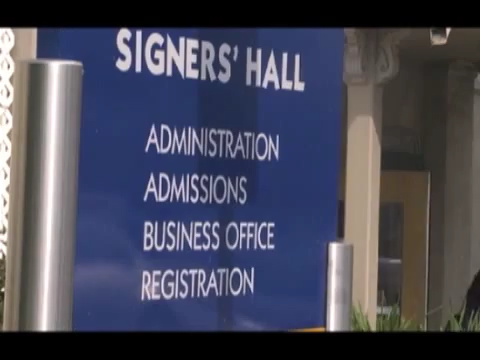 SIGNERS' HALL
ADMINISTRATION
ADMISSIONS
BUSINESS OFFICE
REGISTRATION